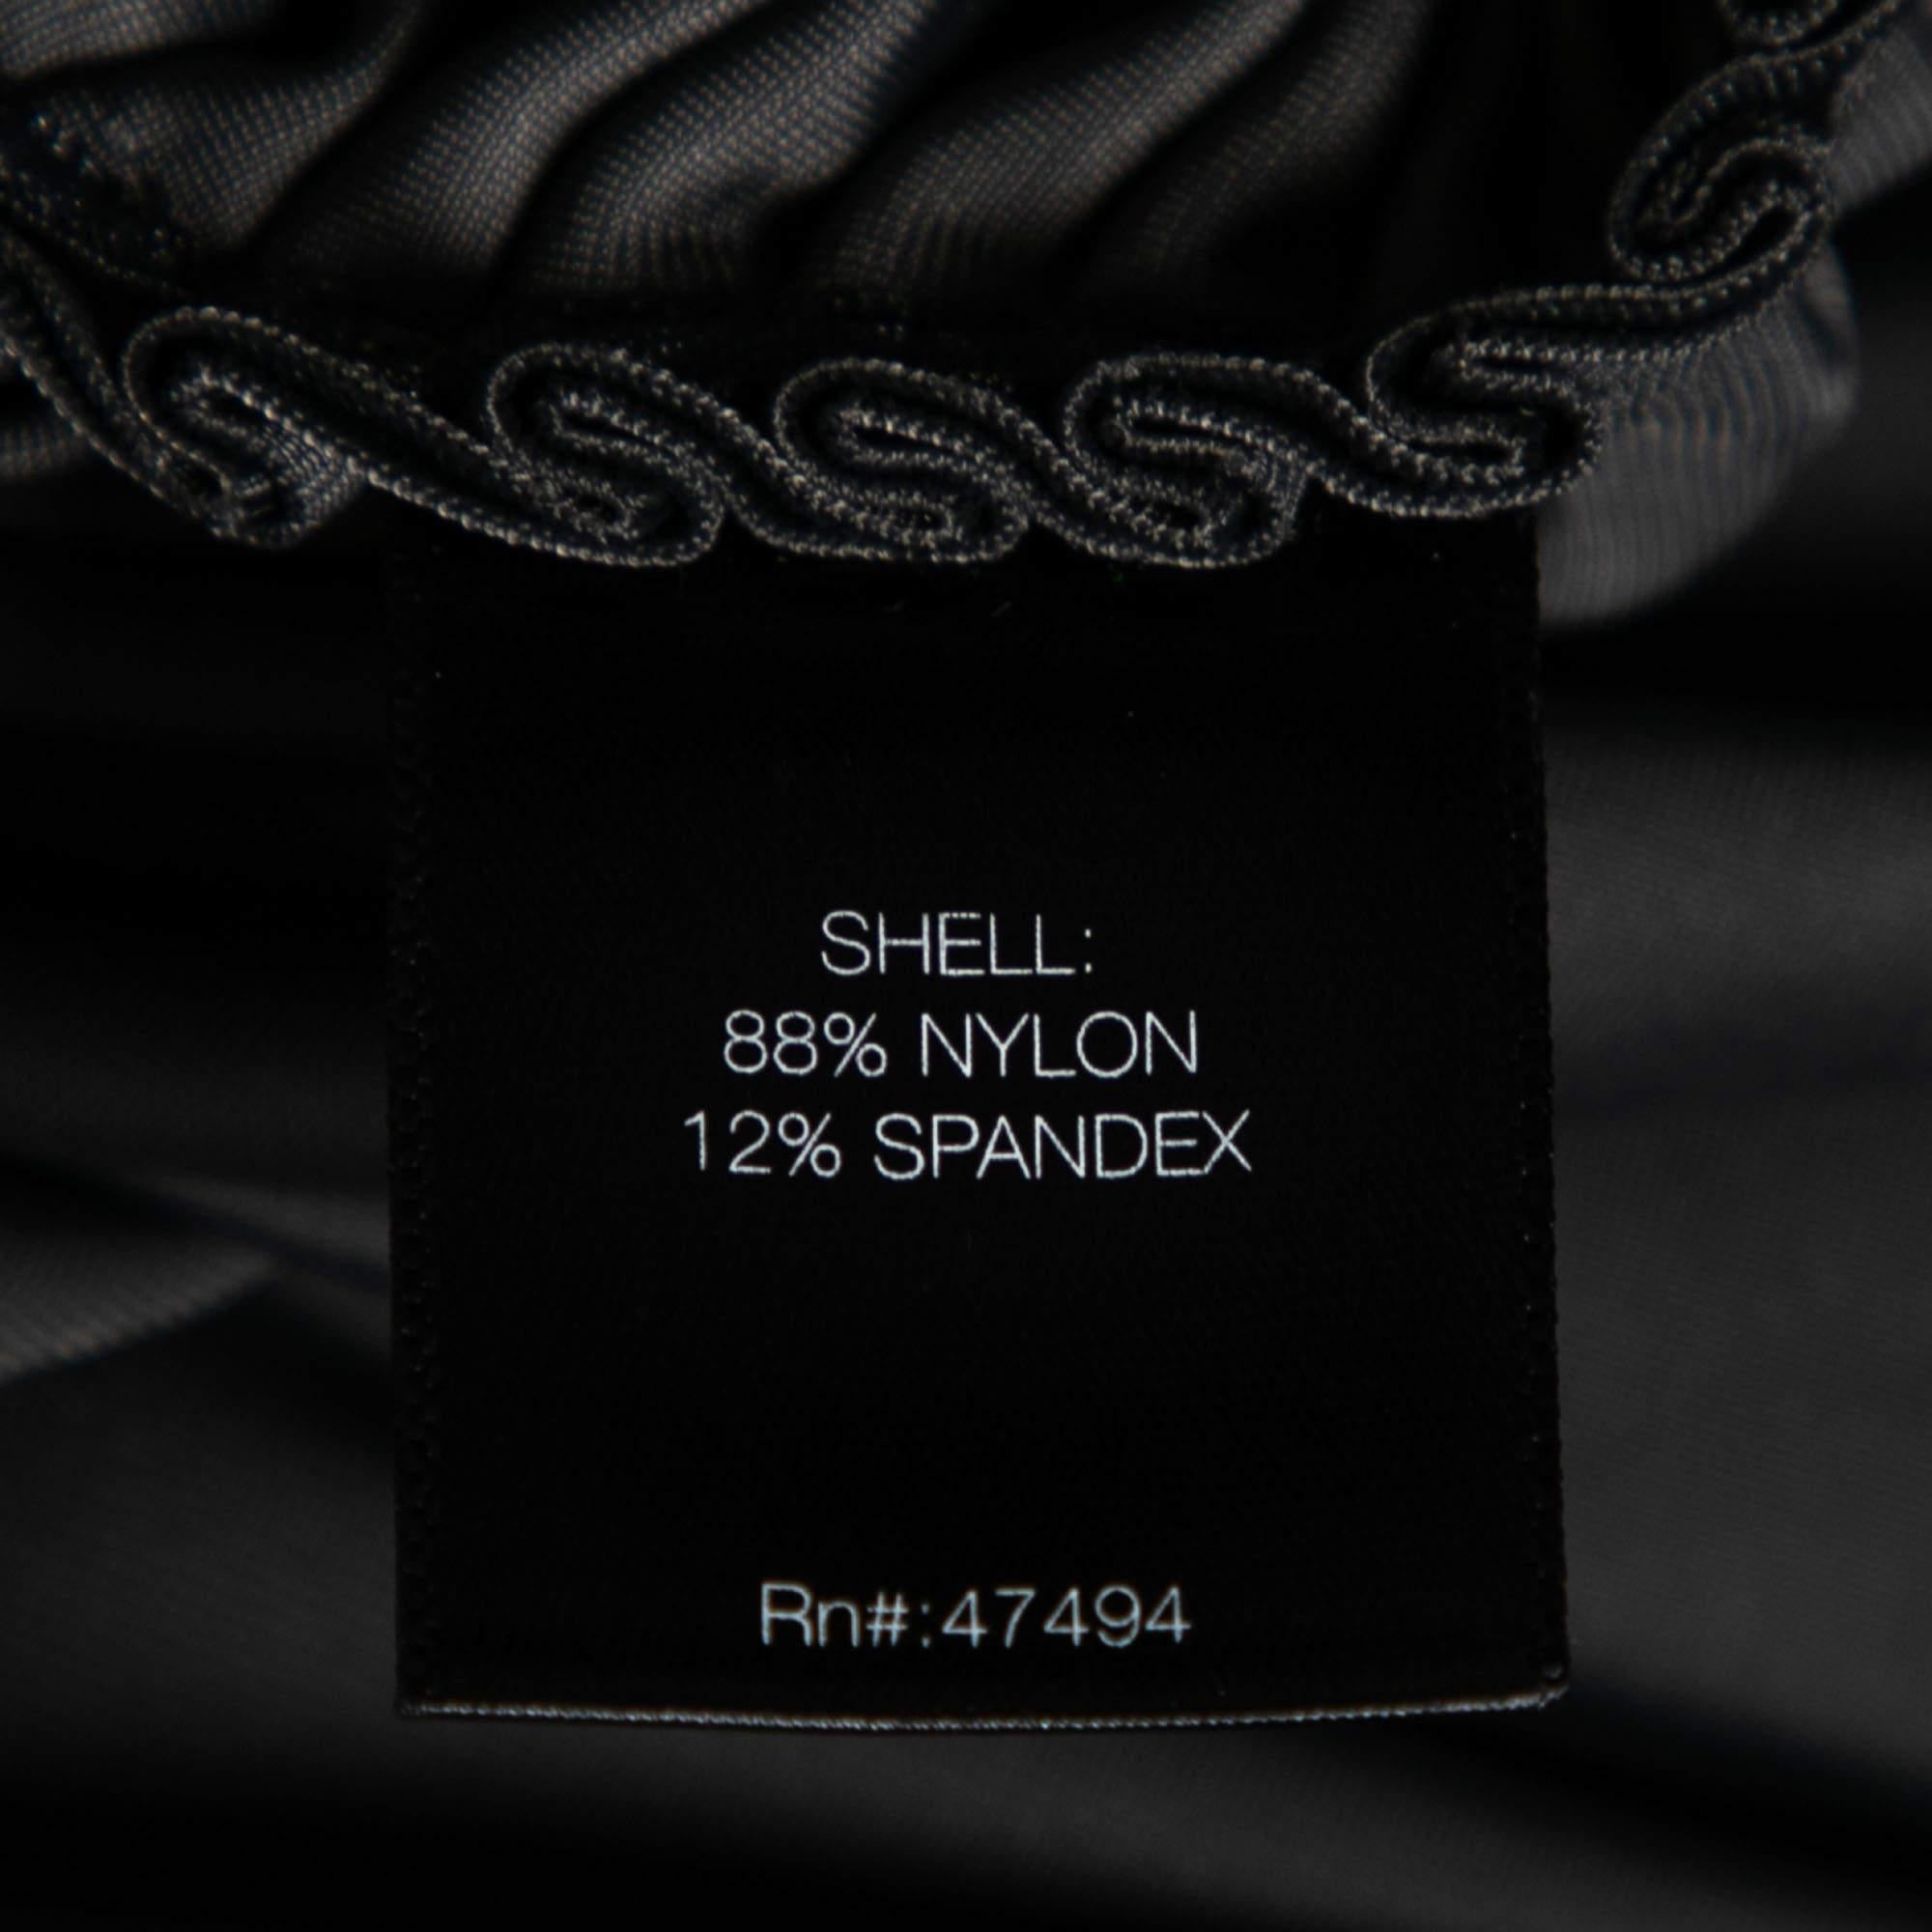 SHELL:
88% NYLON
12% SPANDEX
Rn#:47494